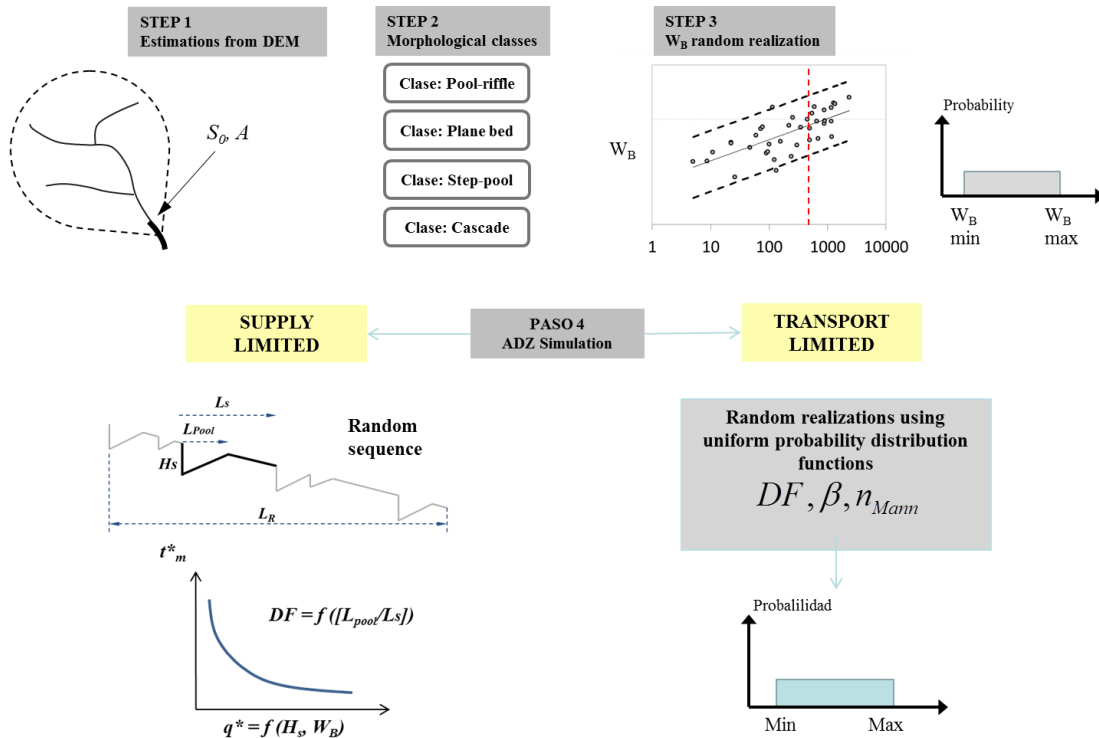 STEP 1
Estimations from DEM
S0, A
STEP 2
Morphological classes
Clase: Pool-riffle
Clase: Plane bed
Clase: Step-pool
Clase: Cascade
STEP 3
WB random realization
WB
1 10 100 1000 10000
Probability
WB WB
min max
SUPPLY
LIMITED
PASO 4
ADZ Simulation
TRANSPORT
LIMITED
Ls
LPool
Hs
LR
Random
sequence
t*m
DF = f ([Lpool/Ls])
q* = f (Hs, WB)
Random realizations using
uniform probability distribution
functions
DF, β, nMann
Probalilidad
Min Max